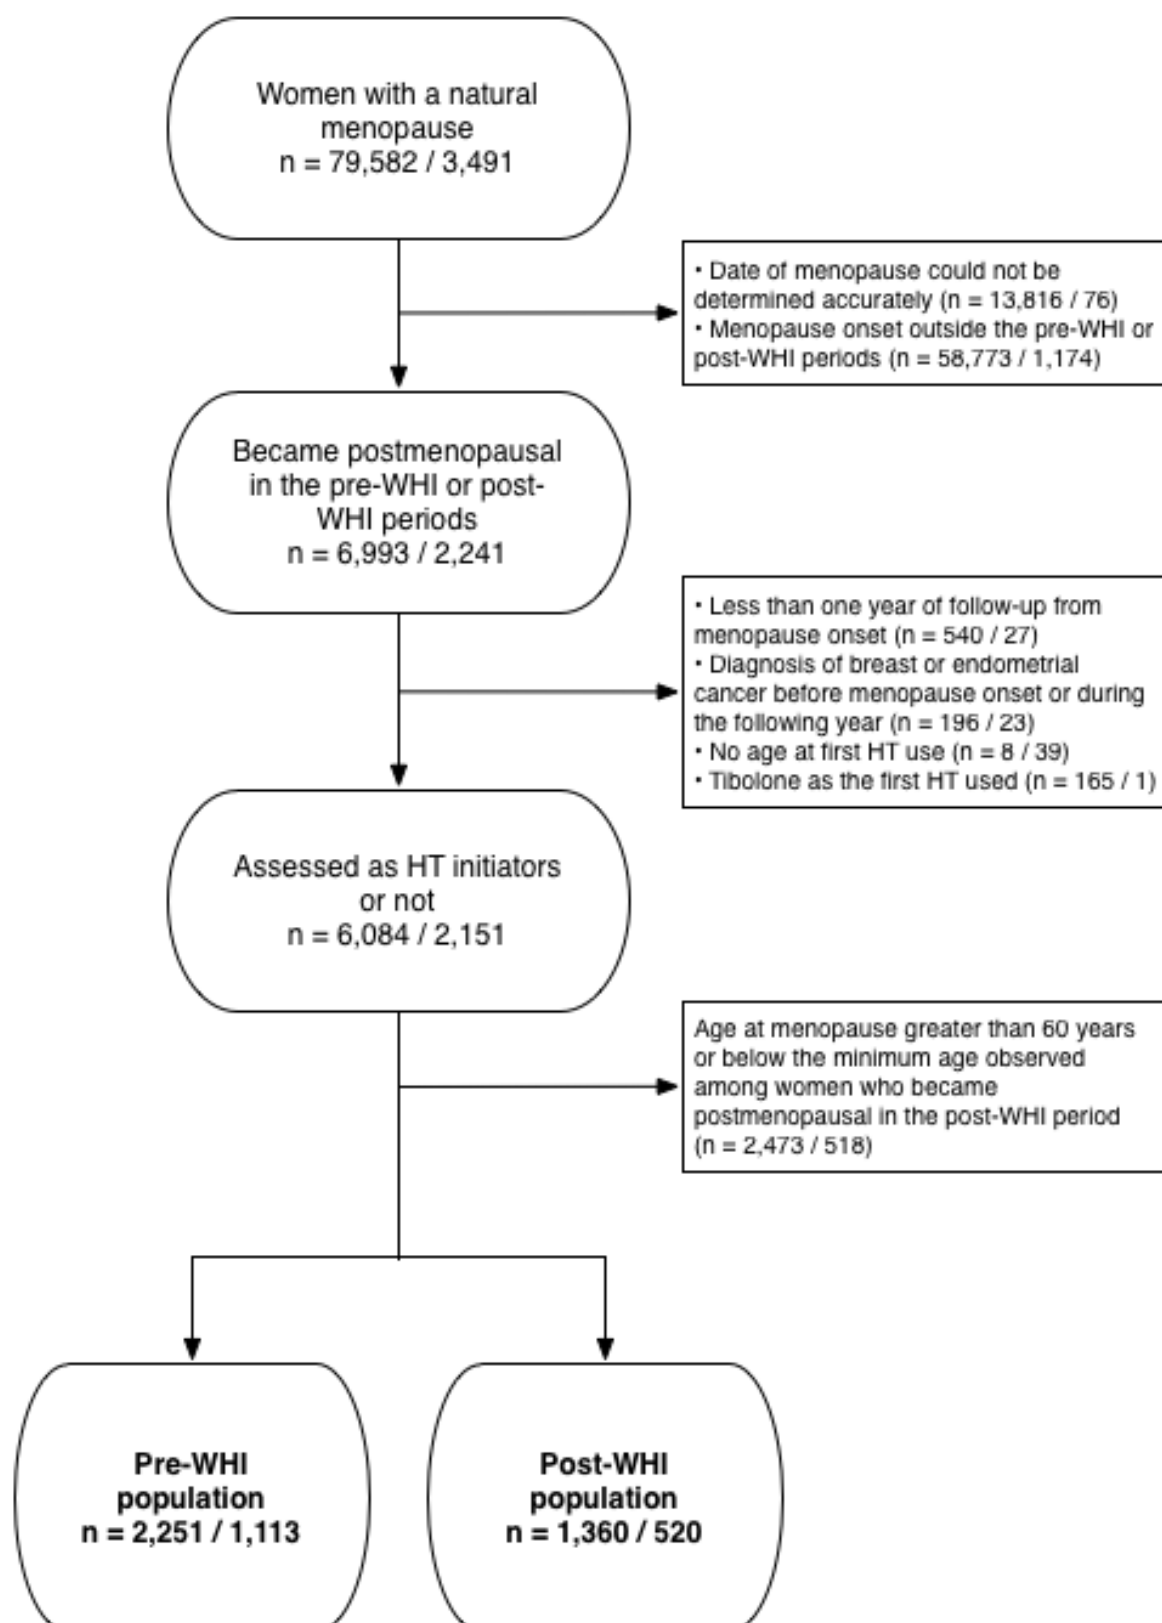 Women with a natural
menopause
n = 79,582 / 3,491
• Date of menopause could not be
determined accurately (n = 13,816 / 76)
• Menopause onset outside the pre-WHI or
post-WHI periods (n = 58,773 / 1,174)
Became postmenopausal
in the pre-WHI or post-
WHI periods
n = 6,993 / 2,241
• Less than one year of follow-up from
menopause onset (n = 540 / 27)
• Diagnosis of breast or endometrial
cancer before menopause onset or during
the following year (n = 196 / 23)
• No age at first HT use (n = 8 / 39)
• Tibolone as the first HT used (n = 165 / 1)
Assessed as HT initiators
or not
n = 6,084 / 2,151
Age at menopause greater than 60 years
or below the minimum age observed
among women who became
postmenopausal in the post-WHI period
(n = 2,473 / 518)
Pre-WHI
population
n = 2,251 / 1,113
Post-WHI
population
n = 1,360 / 520